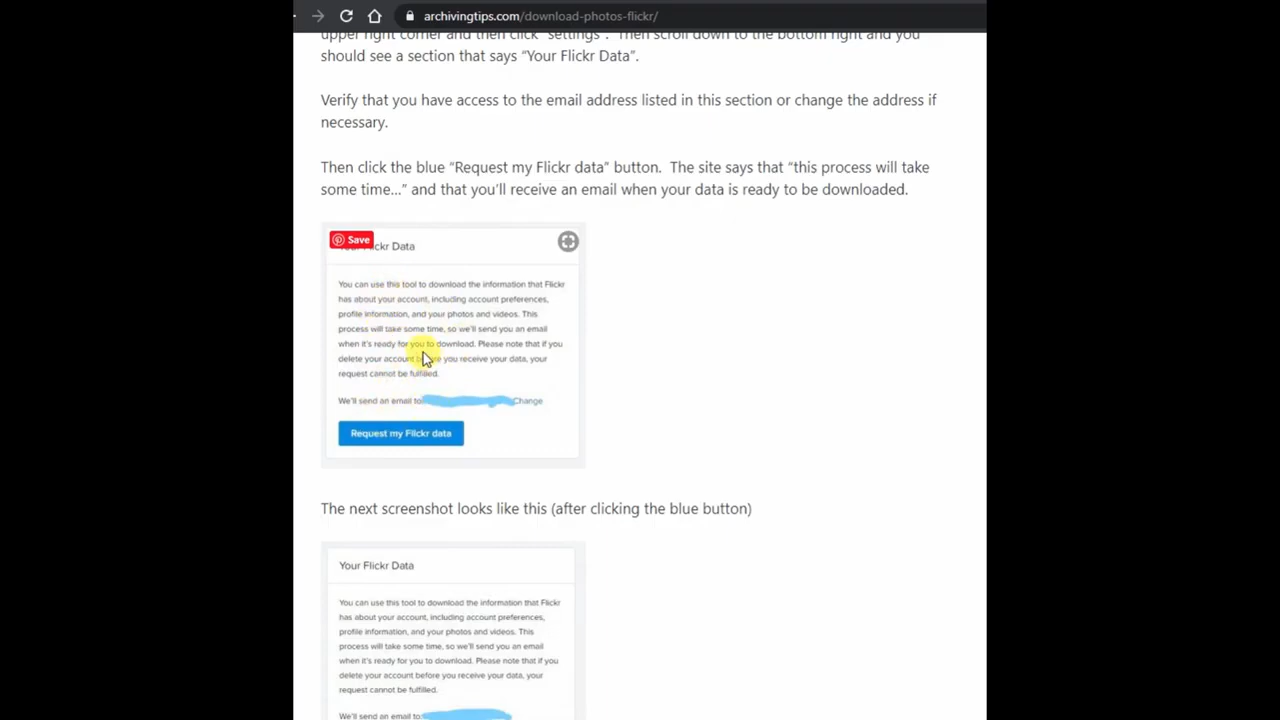 archivingtips.com/download-photos-flickr/
upper right corner and then click "settings". Then scroll down to the bottom right and you
should see a section that says “Your Flickr Data”.
Verify that you have access to the email address listed in this section or change the address if
necessary.
Then click the blue “Request my Flickr data” button. The site says that “this process will take
some time…” and that you’ll receive an email when your data is ready to be downloaded.
Save
Your Flickr Data
You can use this tool to download the information that Flickr
has about your account, including account preferences,
profile information, and your photos and videos. This
process will take some time, so we'll send you an email
when it's ready for you to download. Please note that if you
delete your account before you receive your data, your
request cannot be fulfilled.
We'll send an email to: Change
Request my Flickr data
The next screenshot looks like this (after clicking the blue button)
Your Flickr Data
You can use this tool to download the information that Flickr
has about your account, including account preferences,
profile information, and your photos and videos. This
process will take some time, so we'll send you an email
when it's ready for you to download. Please note that if you
delete your account before you receive your data, your
request cannot be fulfilled.
We'll send an email to: